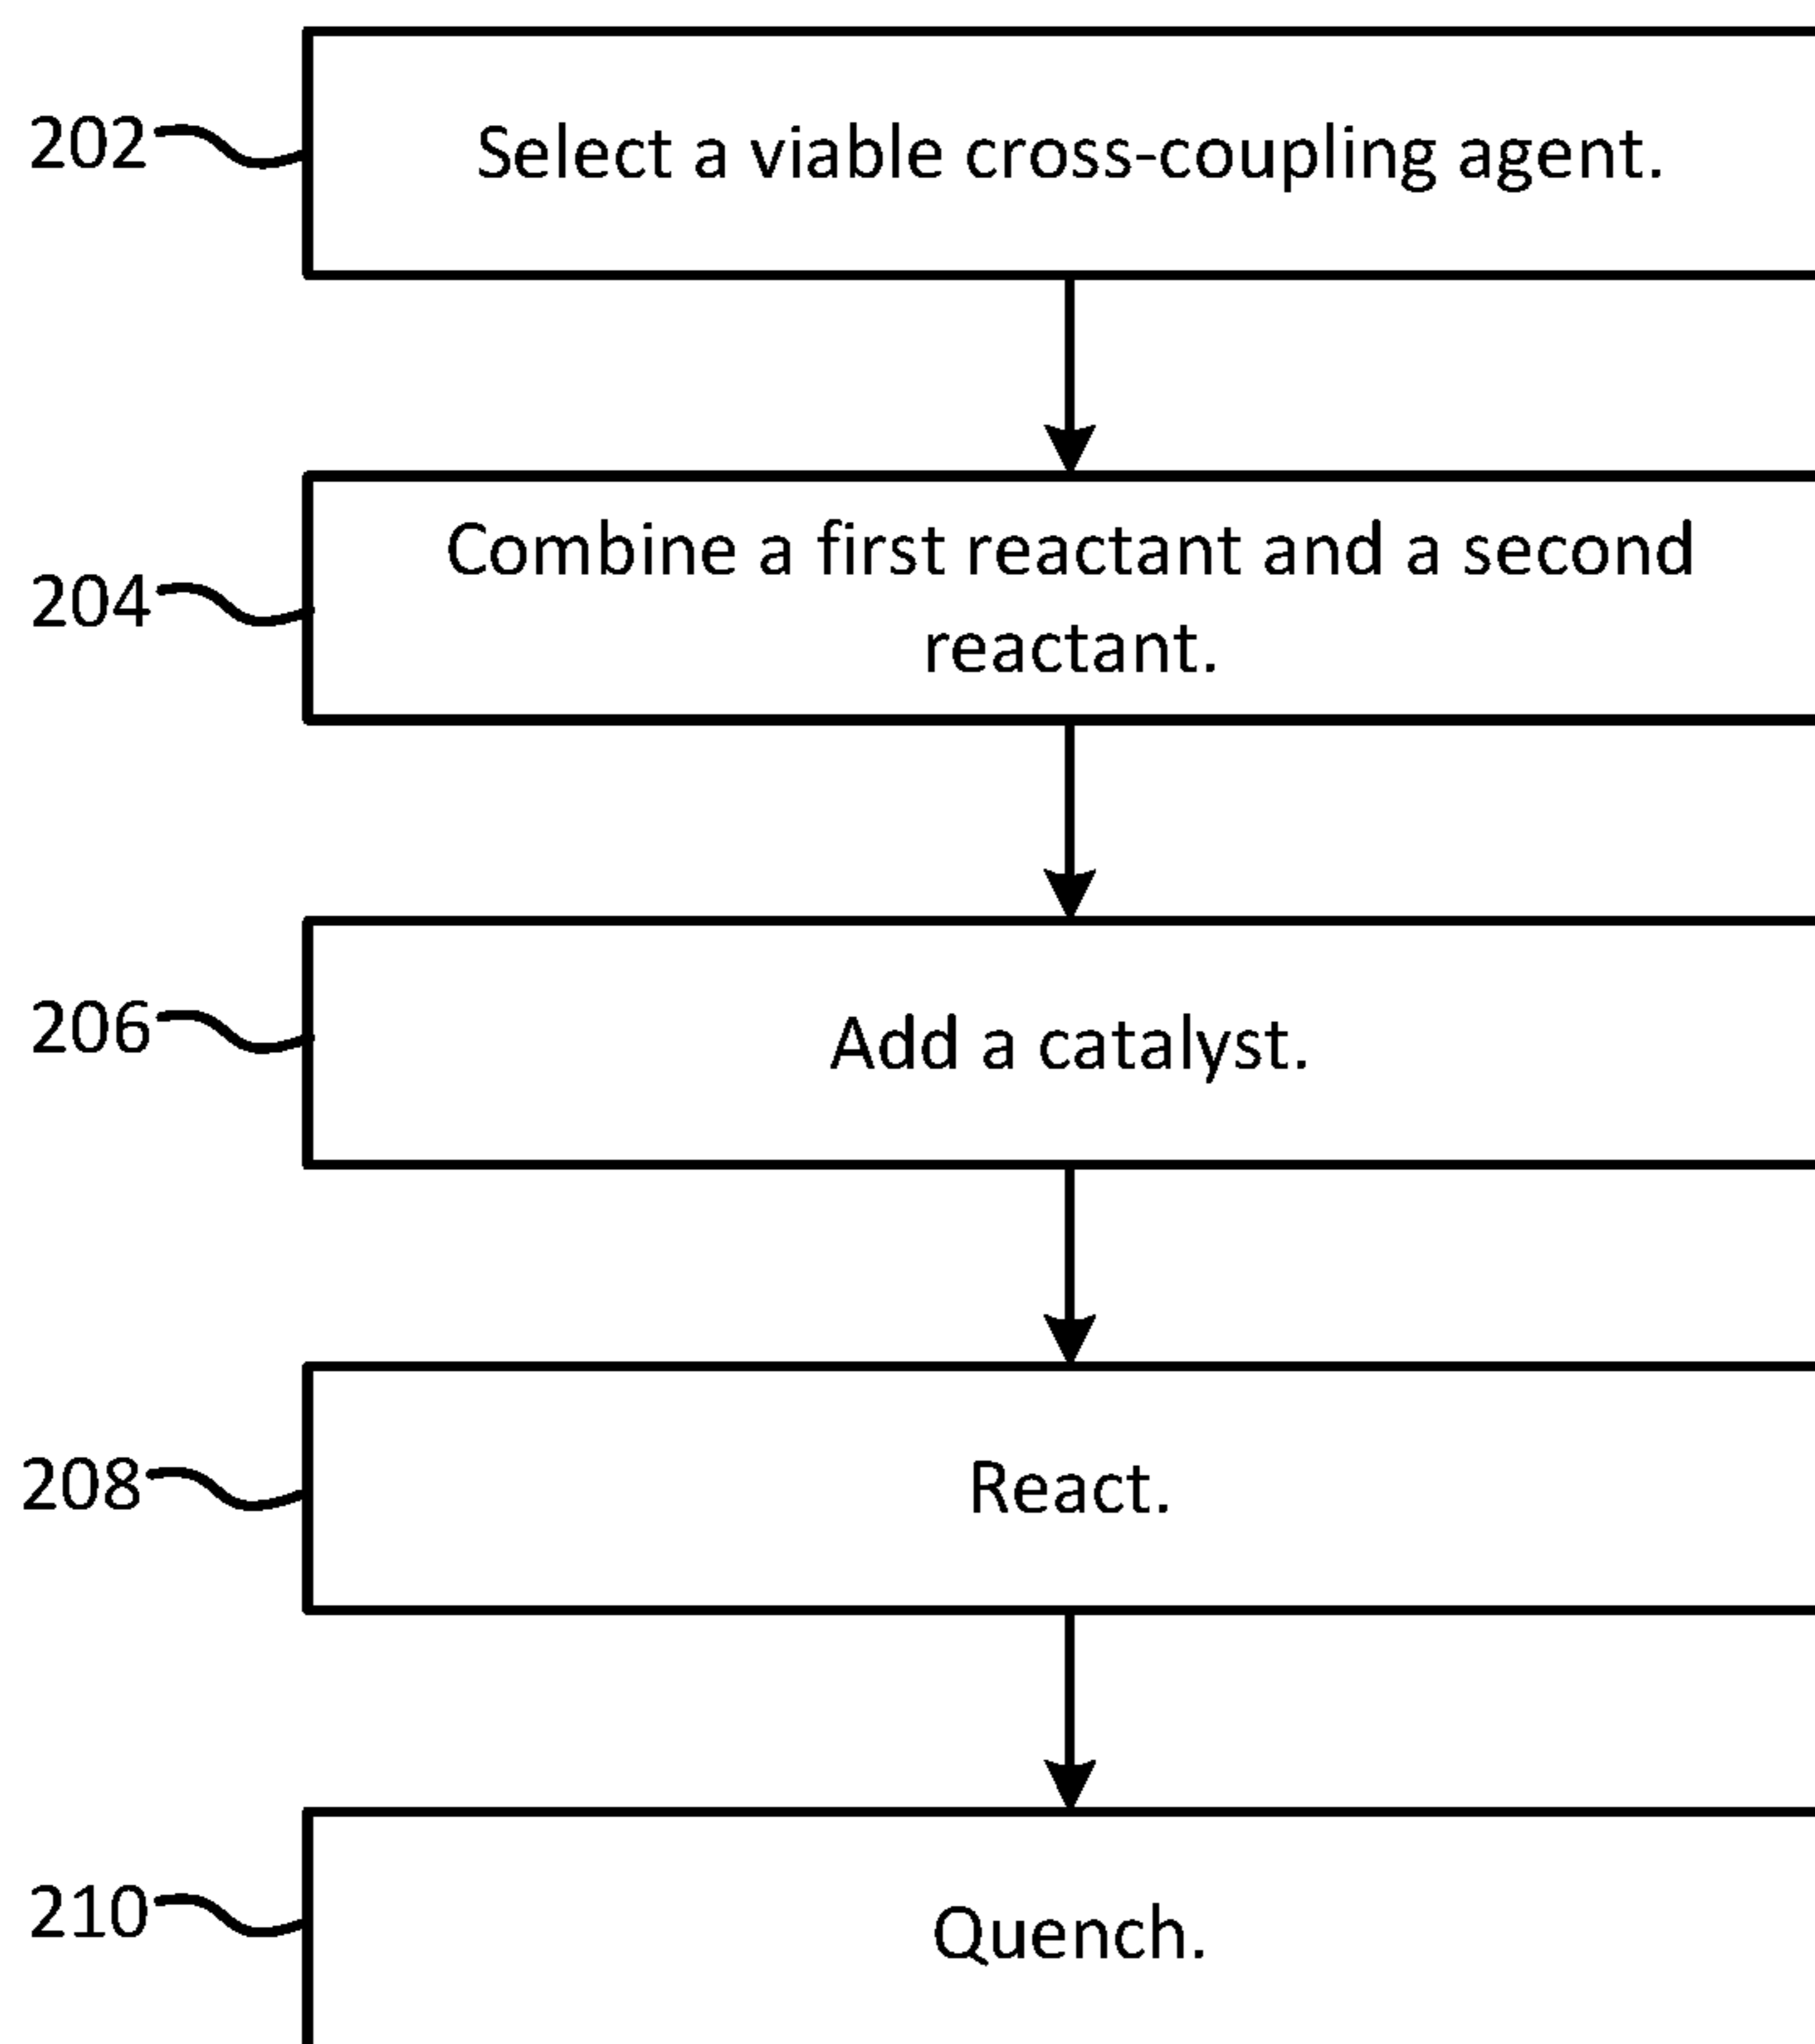 202
Select a viable cross-coupling agent.
204
Combine a first reactant and a second
reactant.
206
Add a catalyst.
208
React.
210
Quench.